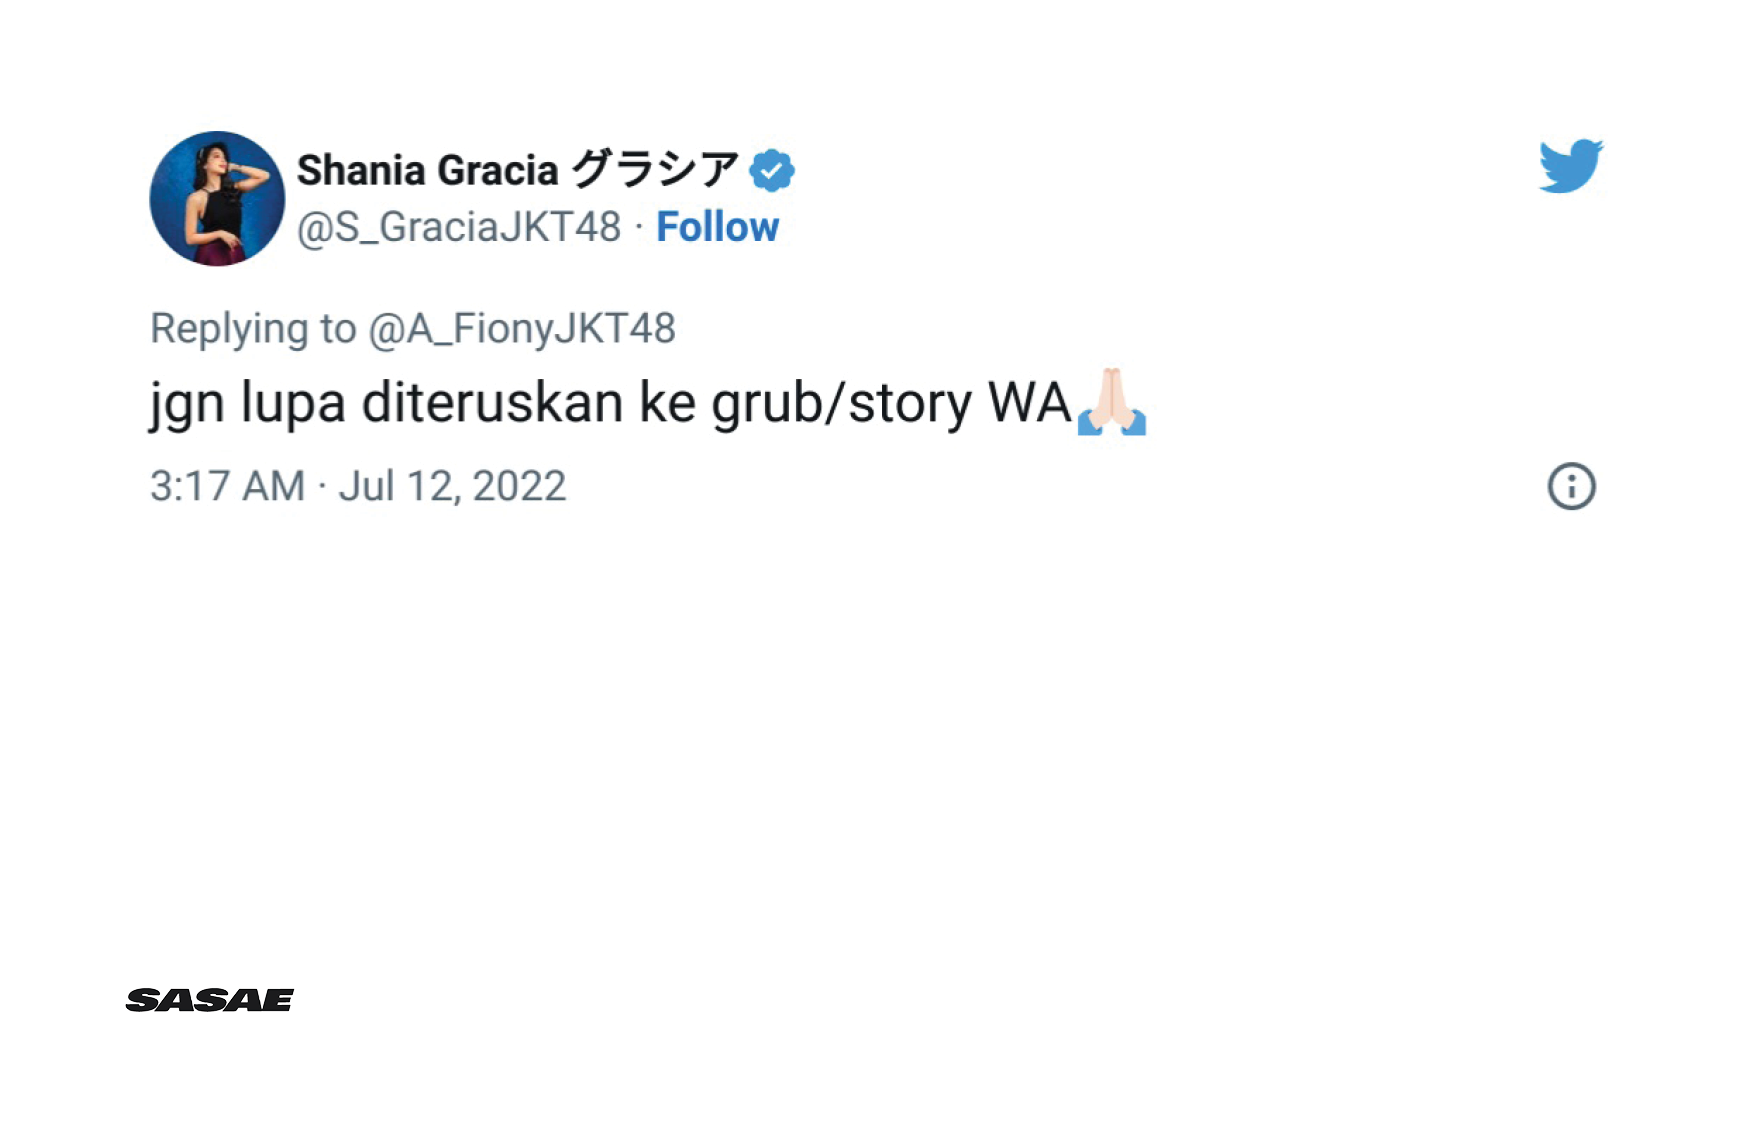 Shania Gracia グラシア
@S_GraciaJKT48 · Follow
Replying to @A_FionyJKT48
jgn lupa diteruskan ke grub/story WA🙏🏻
3:17 AM · Jul 12, 2022
SASAE